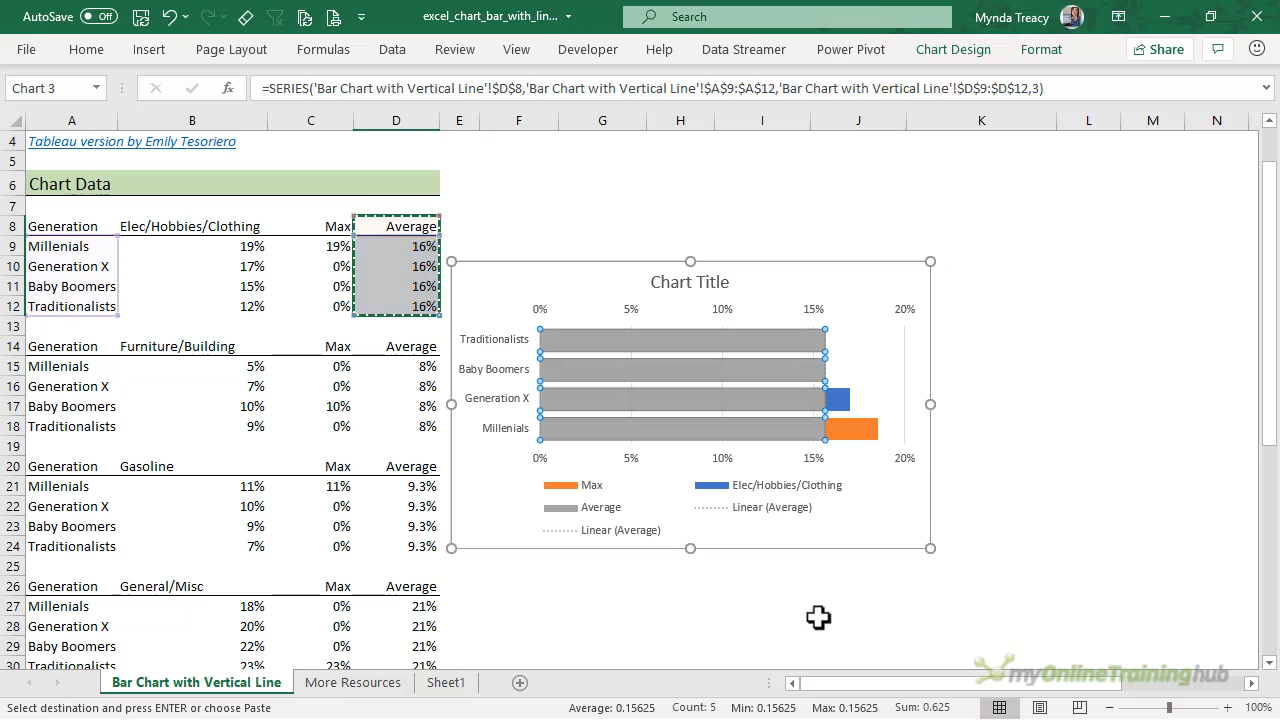 AutoSave Off excel_chart_bar_with_lin... Search Mynda Treacy
File Home Insert Page Layout Formulas Data Review View Developer Help Data Streamer Power Pivot Chart Design Format Share
Chart 3 fx =SERIES('Bar Chart with Vertical Line'!$D$8,'Bar Chart with Vertical Line'!$A$9:$A$12,'Bar Chart with Vertical Line'!$D$9:$D$12,3)
A B C D E F G H I J K L M N
4 Tableau version by Emily Tesoriero
5
6 Chart Data
7
8 Generation Elec/Hobbies/Clothing Max Average
9 Millenials 19% 19% 16%
10 Generation X 17% 0% 16%
11 Baby Boomers 15% 0% 16%
12 Traditionalists 12% 0% 16%
13
14 Generation Furniture/Building Max Average
15 Millenials 5% 0% 8%
16 Generation X 7% 0% 8%
17 Baby Boomers 10% 10% 8%
18 Traditionalists 9% 0% 8%
19
20 Generation Gasoline Max Average
21 Millenials 11% 11% 9.3%
22 Generation X 10% 0% 9.3%
23 Baby Boomers 9% 0% 9.3%
24 Traditionalists 7% 0% 9.3%
25
26 Generation General/Misc Max Average
27 Millenials 18% 0% 21%
28 Generation X 20% 0% 21%
29 Baby Boomers 22% 0% 21%
30 Traditionalists 23% 23% 21%
Chart Title
0% 5% 10% 15% 20%
Traditionalists
Baby Boomers
Generation X
Millenials
0% 5% 10% 15% 20%
Max Elec/Hobbies/Clothing
Average Linear (Average)
Linear (Average)
myOnlineTraininghub
Bar Chart with Vertical Line More Resources Sheet1
Select destination and press ENTER or choose Paste Average: 0.15625 Count: 5 Min: 0.15625 Max: 0.15625 Sum: 0.625 100%